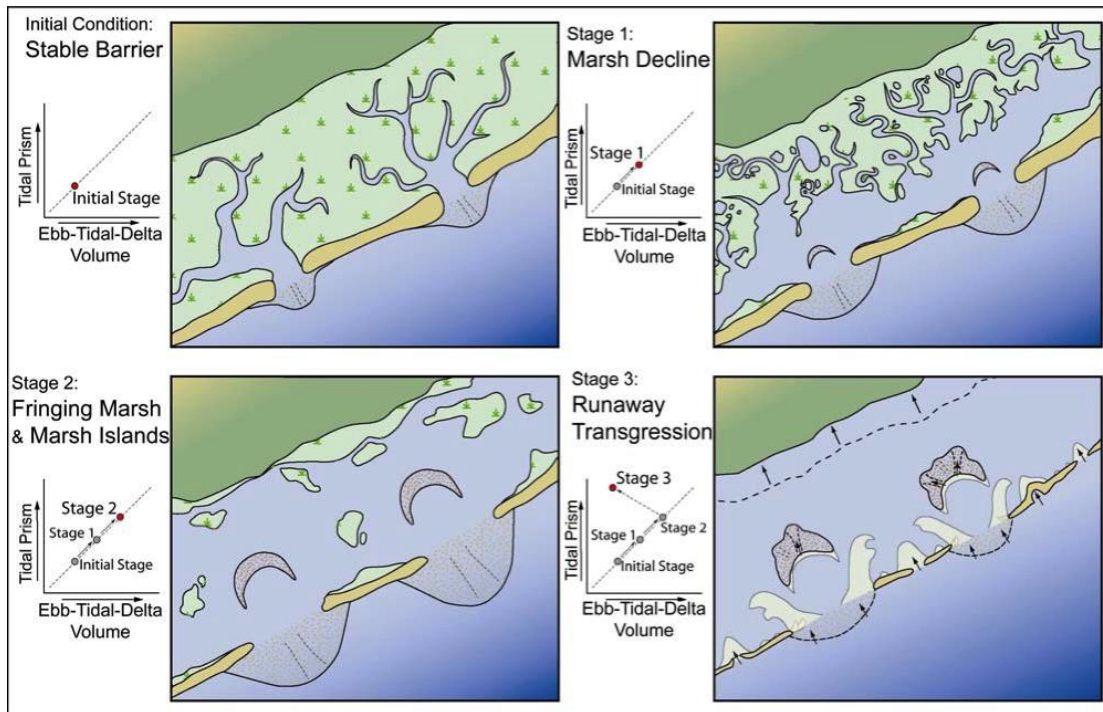 Initial Condition:
Stable Barrier
Tidal Prism
Initial Stage
Ebb-Tidal-Delta
Volume
Stage 1:
Marsh Decline
Tidal Prism
Stage 1
Initial Stage
Ebb-Tidal-Delta
Volume
Stage 2:
Fringing Marsh
& Marsh Islands
Tidal Prism
Stage 2
Stage 1
Initial Stage
Ebb-Tidal-Delta
Volume
Stage 3:
Runaway
Transgression
Tidal Prism
Stage 3
Stage 1
Stage 2
Initial Stage
Ebb-Tidal-Delta
Volume